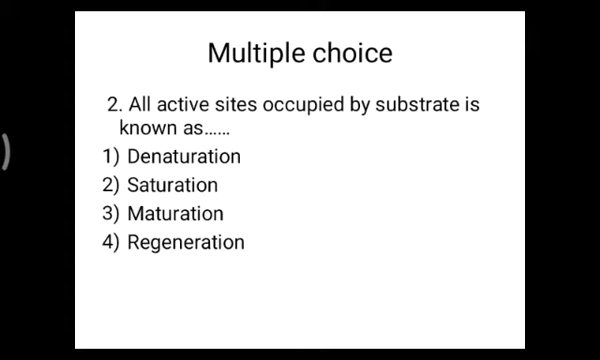 Multiple choice
2. All active sites occupied by substrate is
known as......
1) Denaturation
2) Saturation
3) Maturation
4) Regeneration